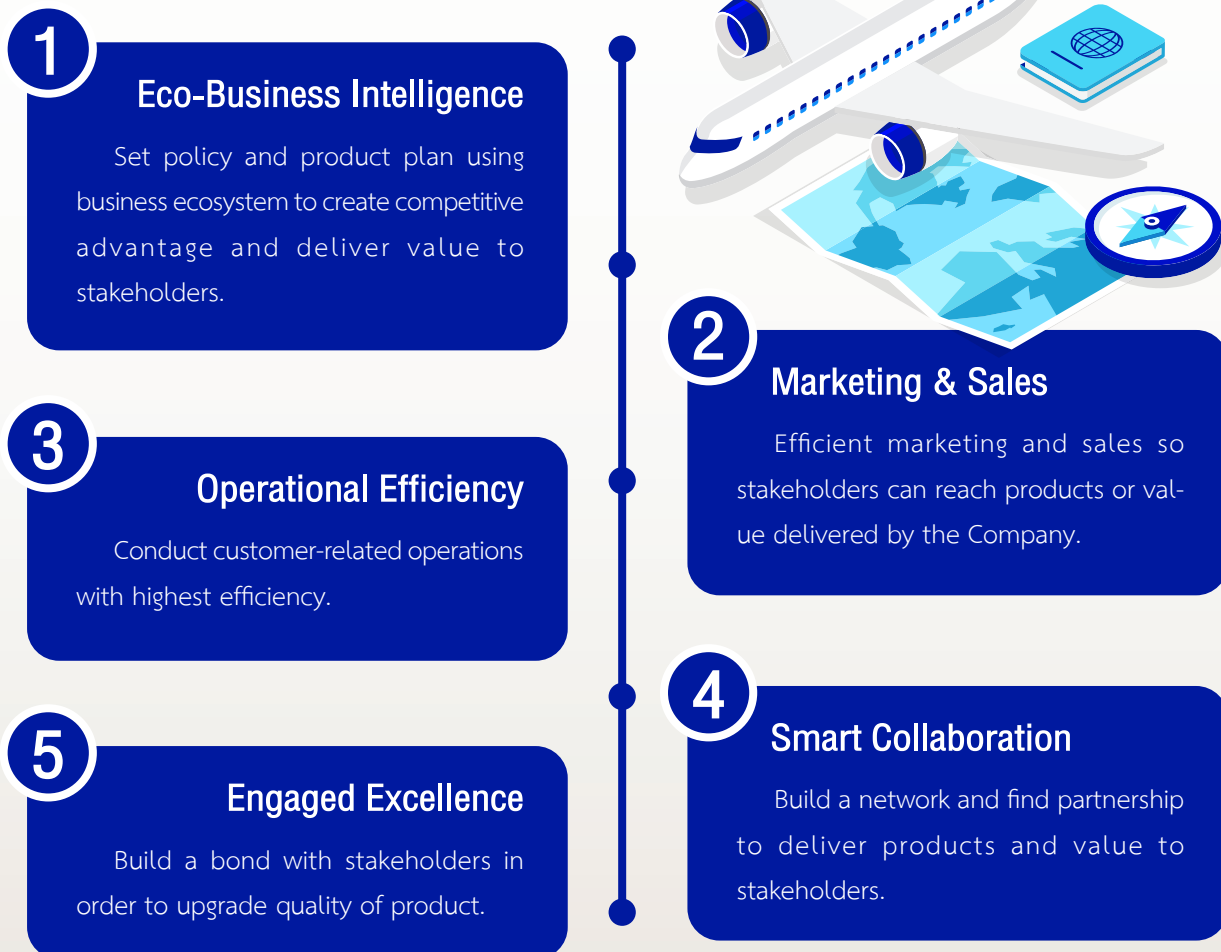 1
Eco-Business Intelligence
Set policy and product plan using
business ecosystem to create competitive
advantage and deliver value to
stakeholders.
2
Marketing & Sales
Efficient marketing and sales so
stakeholders can reach products or val-
ue delivered by the Company.
3
Operational Efficiency
Conduct customer-related operations
with highest efficiency.
4
Smart Collaboration
Build a network and find partnership
to deliver products and value to
stakeholders.
5
Engaged Excellence
Build a bond with stakeholders in
order to upgrade quality of product.